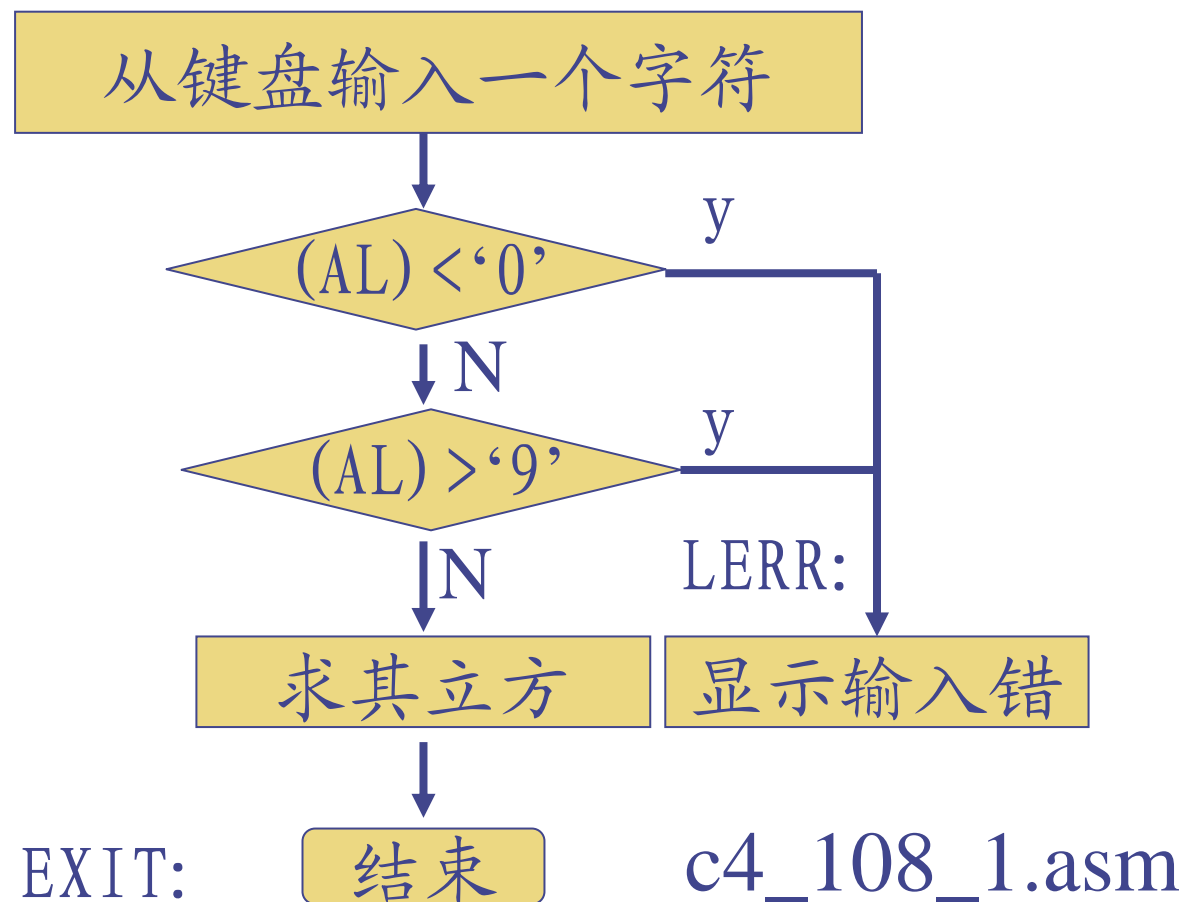 从键盘输入一个字符
y
(AL)<‘0’
N
y
(AL)>‘9’
LERR:
N
求其立方
显示输入错
EXIT:
结束
c4_108_1.asm